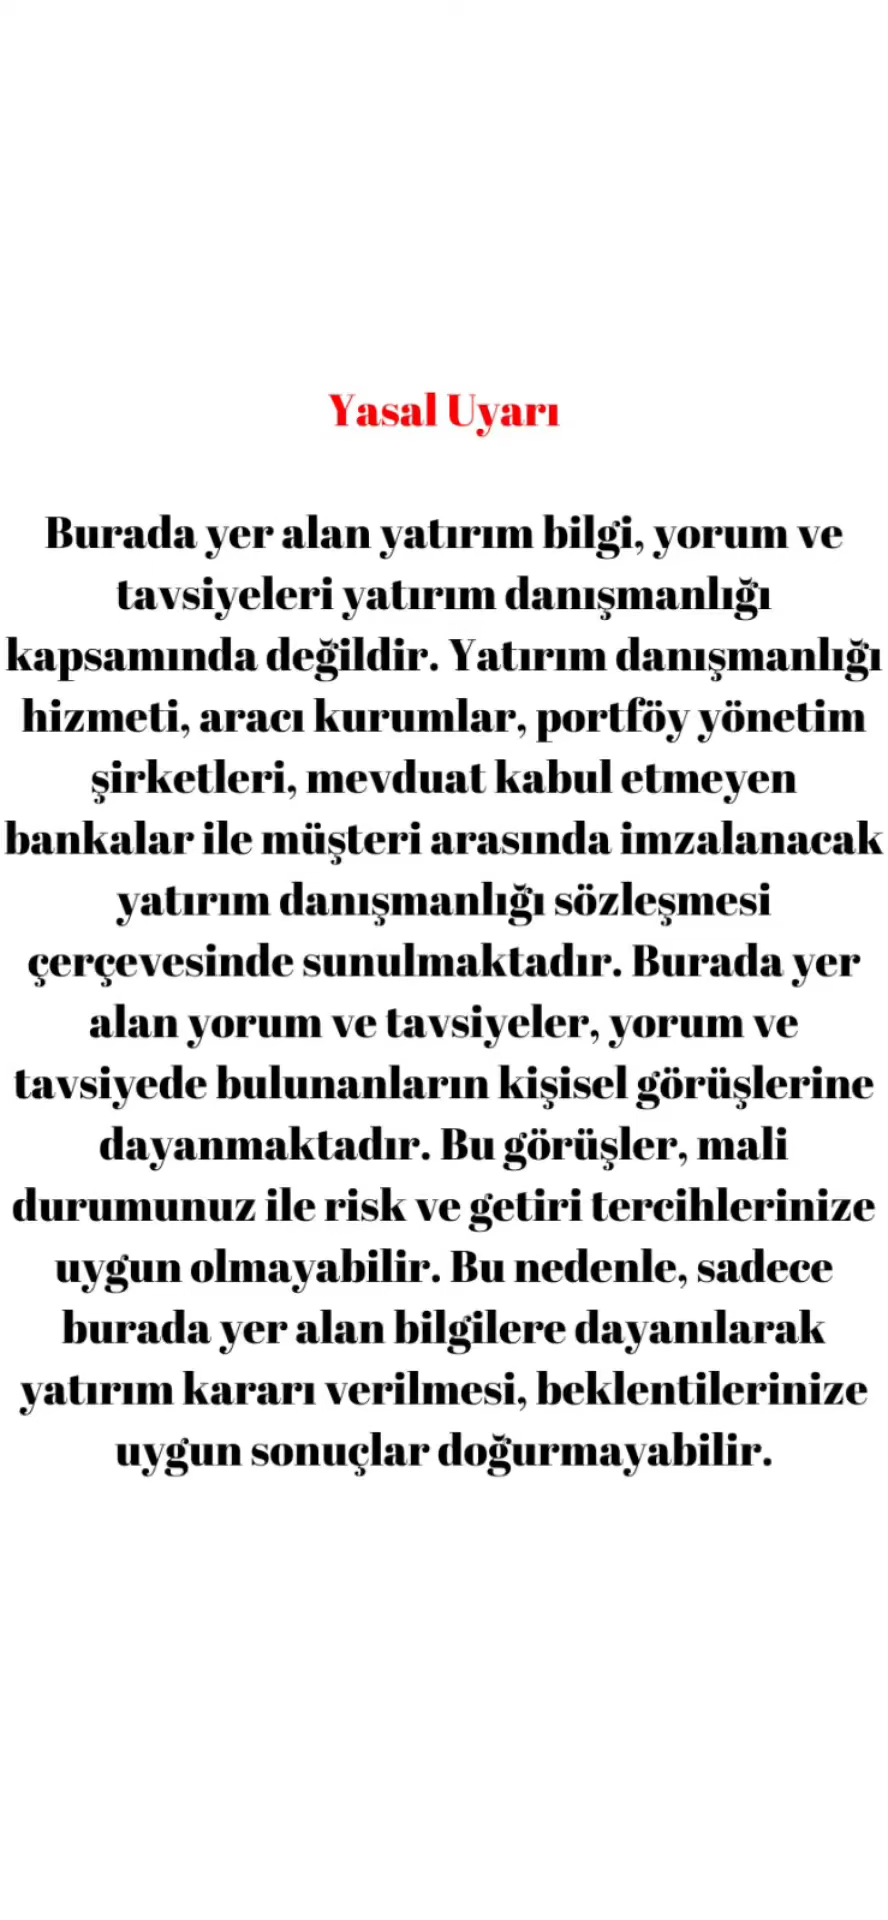 Yasal Uyarı
Burada yer alan yatırım bilgi, yorum ve
tavsiyeleri yatırım danışmanlığı
kapsamında değildir. Yatırım danışmanlığı
hizmeti, aracı kurumlar, portföy yönetim
şirketleri, mevduat kabul etmeyen
bankalar ile müşteri arasında imzalanacak
yatırım danışmanlığı sözleşmesi
çerçevesinde sunulmaktadır. Burada yer
alan yorum ve tavsiyeler, yorum ve
tavsiyede bulunanların kişisel görüşlerine
dayanmaktadır. Bu görüşler, mali
durumunuz ile risk ve getiri tercihlerinize
uygun olmayabilir. Bu nedenle, sadece
burada yer alan bilgilere dayanılarak
yatırım kararı verilmesi, beklentilerinize
uygun sonuçlar doğurmayabilir.